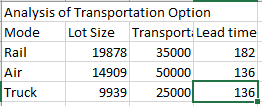 Analysis of Transportation Option
Mode Lot Size Transporta Lead time
Rail 19878 35000 182
Air 14909 50000 136
Truck 9939 25000 136